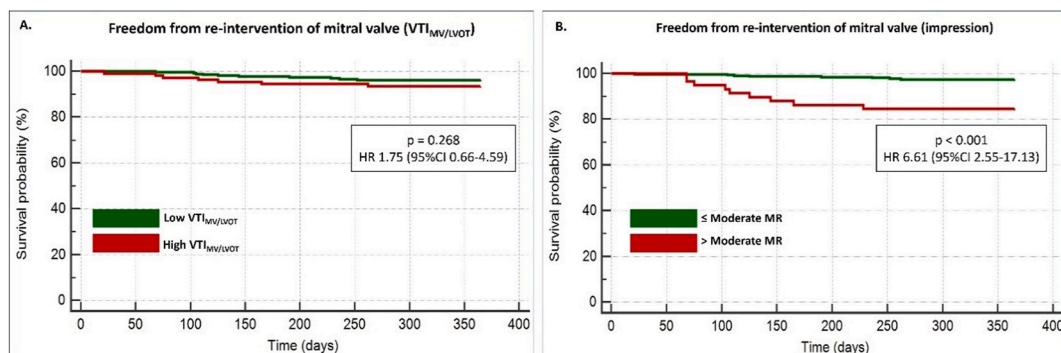 A.
Freedom from re-intervention of mitral valve (VTI_MV/LVOT)
Survival probability (%)
100
80
60
40
20
0
p = 0.268
HR 1.75 (95%CI 0.66-4.59)
Low VTI_MV/LVOT
High VTI_MV/LVOT
0 50 100 150 200 250 300 350 400
Time (days)
B.
Freedom from re-intervention of mitral valve (impression)
Survival probability (%)
100
80
60
40
20
0
p < 0.001
HR 6.61 (95%CI 2.55-17.13)
≤ Moderate MR
> Moderate MR
0 50 100 150 200 250 300 350 400
Time (days)